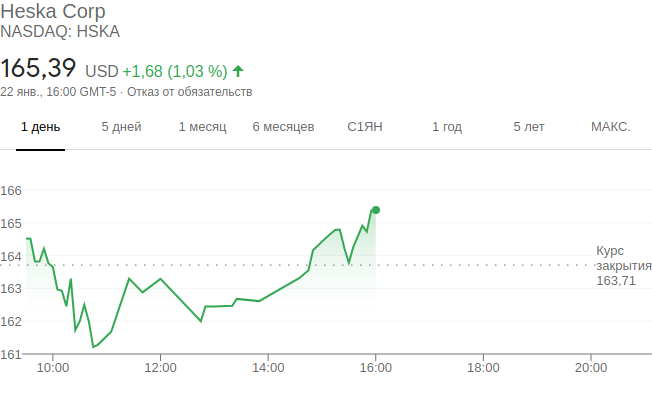 Heska Corp
NASDAQ: HSKA
165,39 USD +1,68 (1,03 %)
22 янв., 16:00 GMT-5 · Отказ от обязательств
1 день 5 дней 1 месяц 6 месяцев С1ЯН 1 год 5 лет МАКС.
166
165
164
163
162
161
Курс
закрытия
163,71
10:00 12:00 14:00 16:00 18:00 20:00